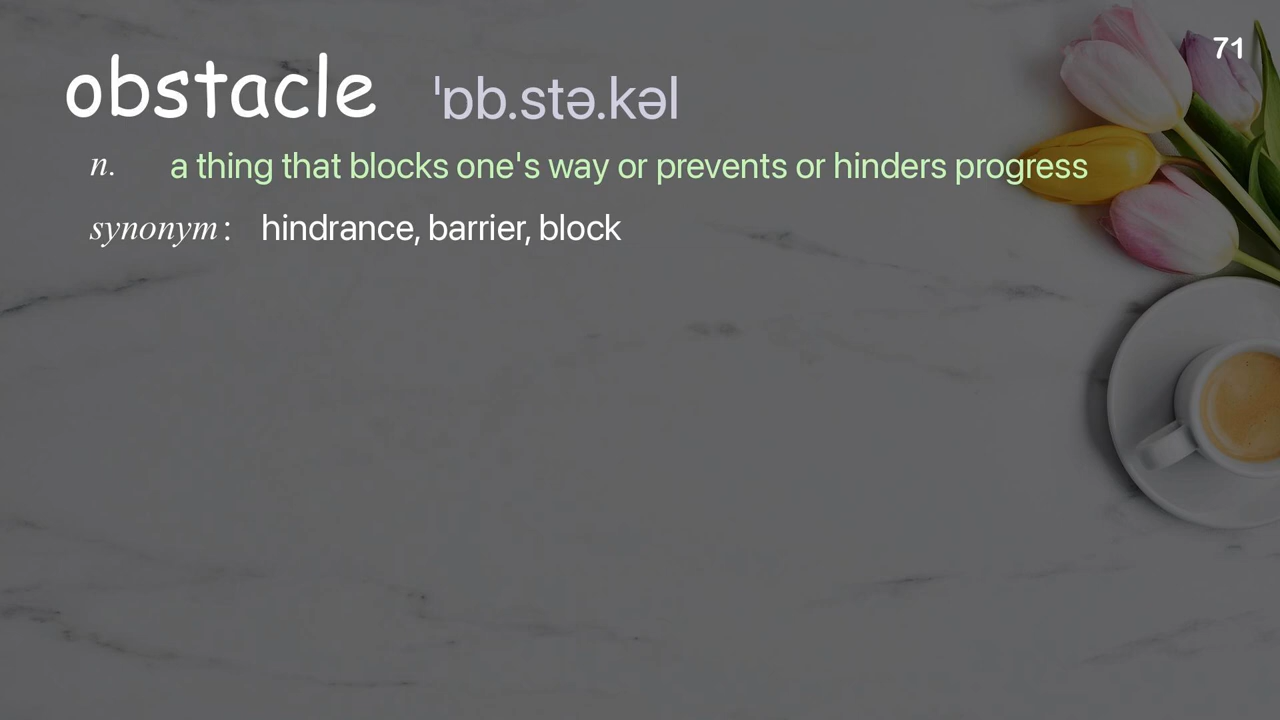 71
obstacle ˈɒb.stə.kəl
n. a thing that blocks one's way or prevents or hinders progress
synonym: hindrance, barrier, block